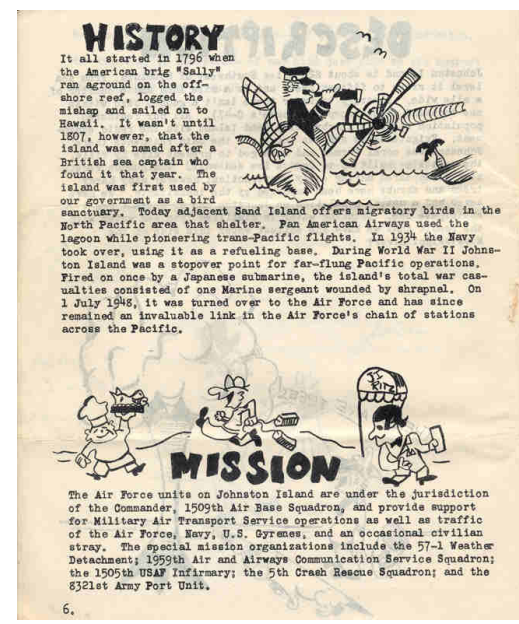 HISTORY
It all started in 1796 when
the American brig "Sally"
ran aground on the off-
shore reef, logged the
mishap and sailed on to
Hawaii. It wasn't until
1807, however, that the
island was named after a
British sea captain who
found it that year. The
island was first used by
our government as a bird
sanctuary. Today adjacent Sand Island offers migratory birds in the
North Pacific area that shelter. Pan American Airways used the
lagoon while pioneering trans-Pacific flights. In 1934 the Navy
took over, using it as a refueling base. During World War II Johns-
ton Island was a stopover point for far-flung Pacific operations.
Fired on once by a Japanese submarine, the island's total war cas-
ualties consisted of one Marine sergeant wounded by shrapnel. On
1 July 1948, it was turned over to the Air Force and has since
remained an invaluable link in the Air Force's chain of stations
across the Pacific.
PAA
J.I.
RITZ
MISSION
The Air Force units on Johnston Island are under the jurisdiction
of the Commander, 1509th Air Base Squadron, and provide support
for Military Air Transport Service operations as well as traffic
of the Air Force, Navy, U.S. Gyrenes, and an occasional civilian
stray. The special mission organizations include the 57-1 Weather
Detachment; 1959th Air and Airways Communication Service Squadron;
the 1505th USAF Infirmary; the 5th Crash Rescue Squadron; and the
8321st Army Port Unit.
6.